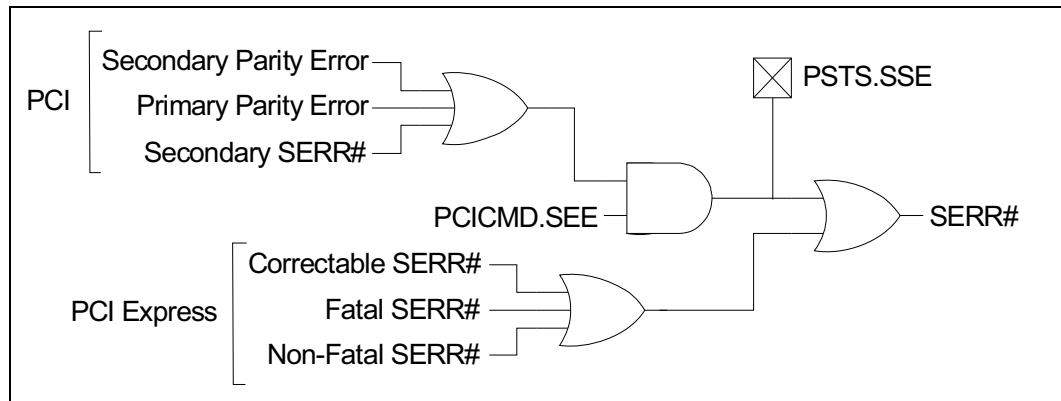 Secondary Parity Error
PCI
Primary Parity Error
Secondary SERR#
PSTS.SSE
PCICMD.SEE
SERR#
Correctable SERR#
PCI Express
Fatal SERR#
Non-Fatal SERR#